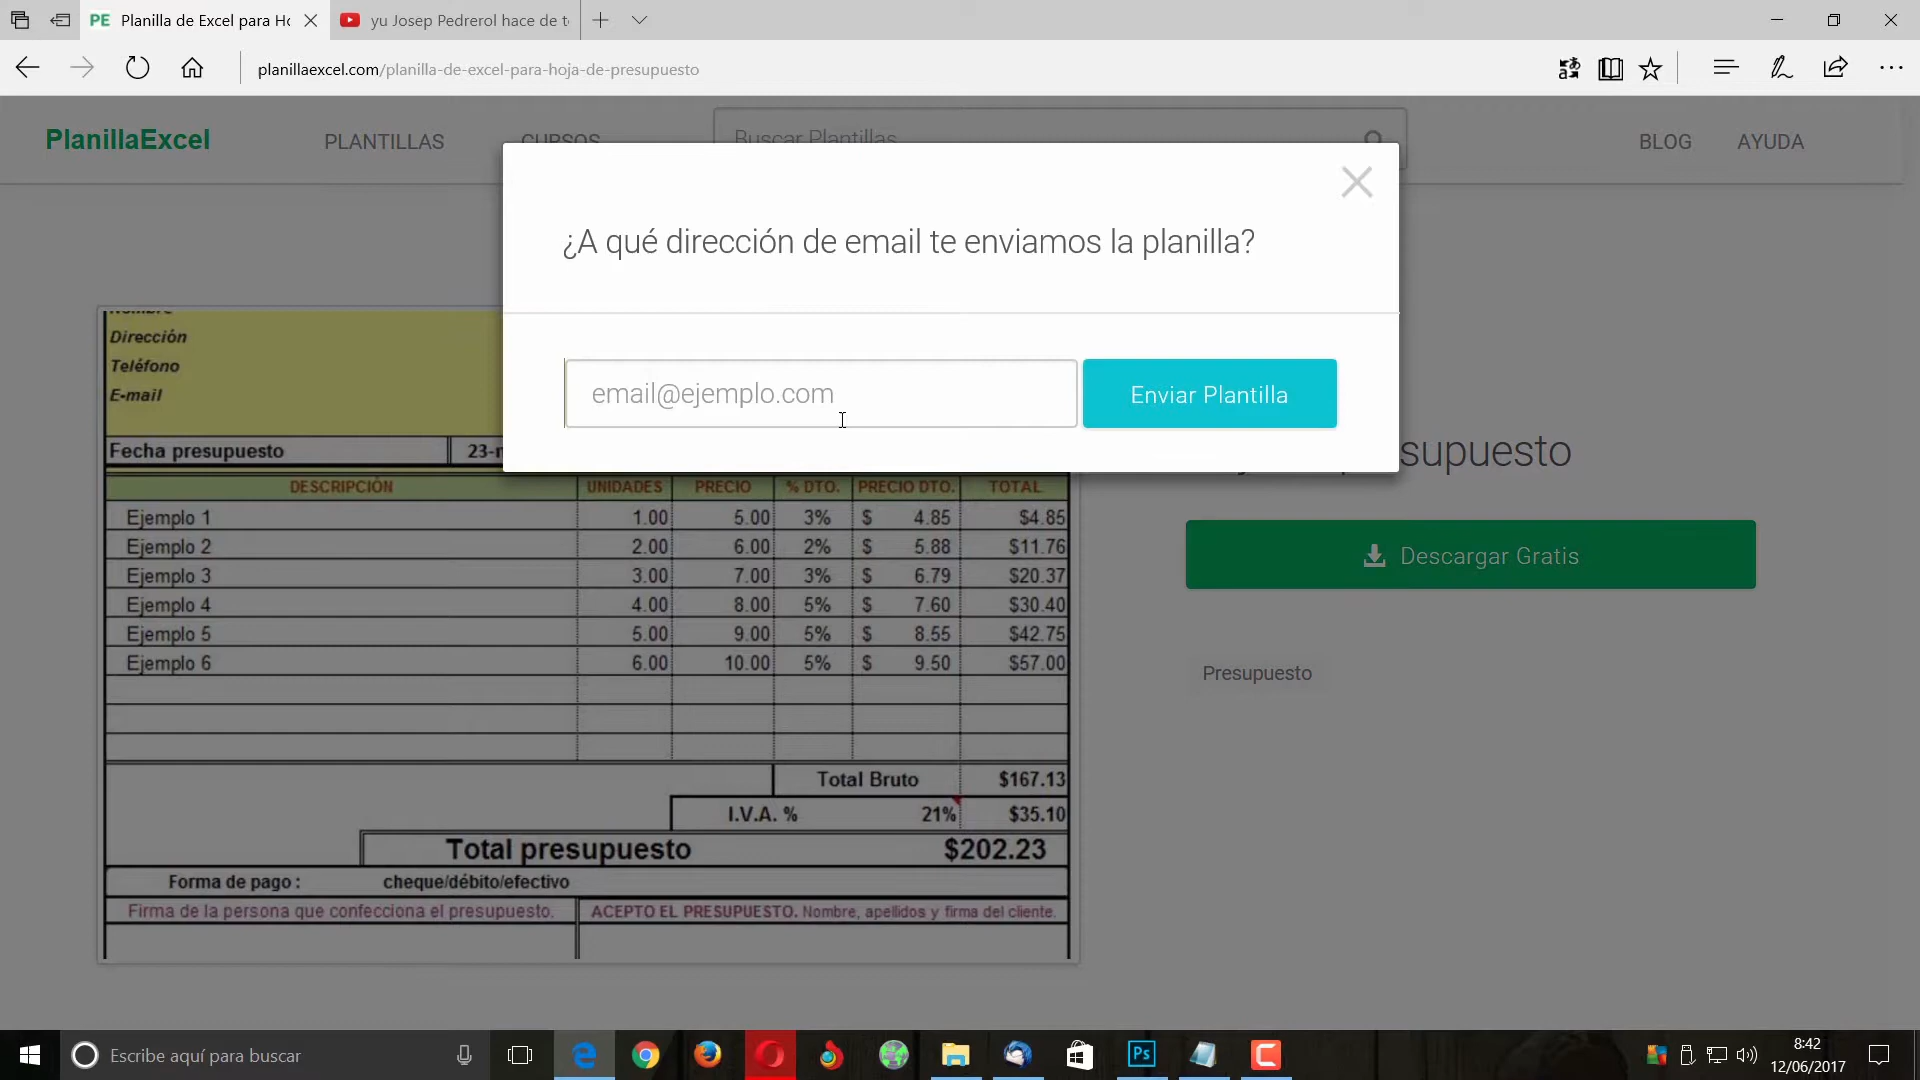 PE Planilla de Excel para Ho
yu Josep Pedrerol hace de t
planillaexcel.com/planilla-de-excel-para-hoja-de-presupuesto
PlanillaExcel
PLANTILLAS
CURSOS
Buscar Plantillas
BLOG
AYUDA
¿A qué dirección de email te enviamos la planilla?
email@ejemplo.com
Enviar Plantilla
Nombre
Dirección
Teléfono
E-mail
Fecha presupuesto
supuesto
Descargar Gratis
Presupuesto
DESCRIPCIÓN UNIDADES PRECIO % DTO. PRECIO DTO. TOTAL
Ejemplo 1 1.00 5.00 3% $ 4.85 $4.85
Ejemplo 2 2.00 6.00 2% $ 5.88 $11.76
Ejemplo 3 3.00 7.00 3% $ 6.79 $20.37
Ejemplo 4 4.00 8.00 5% $ 7.60 $30.40
Ejemplo 5 5.00 9.00 5% $ 8.55 $42.75
Ejemplo 6 6.00 10.00 5% $ 9.50 $57.00
Total Bruto $167.13
I.V.A. % 21% $35.10
Total presupuesto $202.23
Forma de pago : cheque/débito/efectivo
Firma de la persona que confecciona el presupuesto. ACEPTO EL PRESUPUESTO. Nombre, apellidos y firma del cliente.
Escribe aquí para buscar
Ps
8:42
12/06/2017